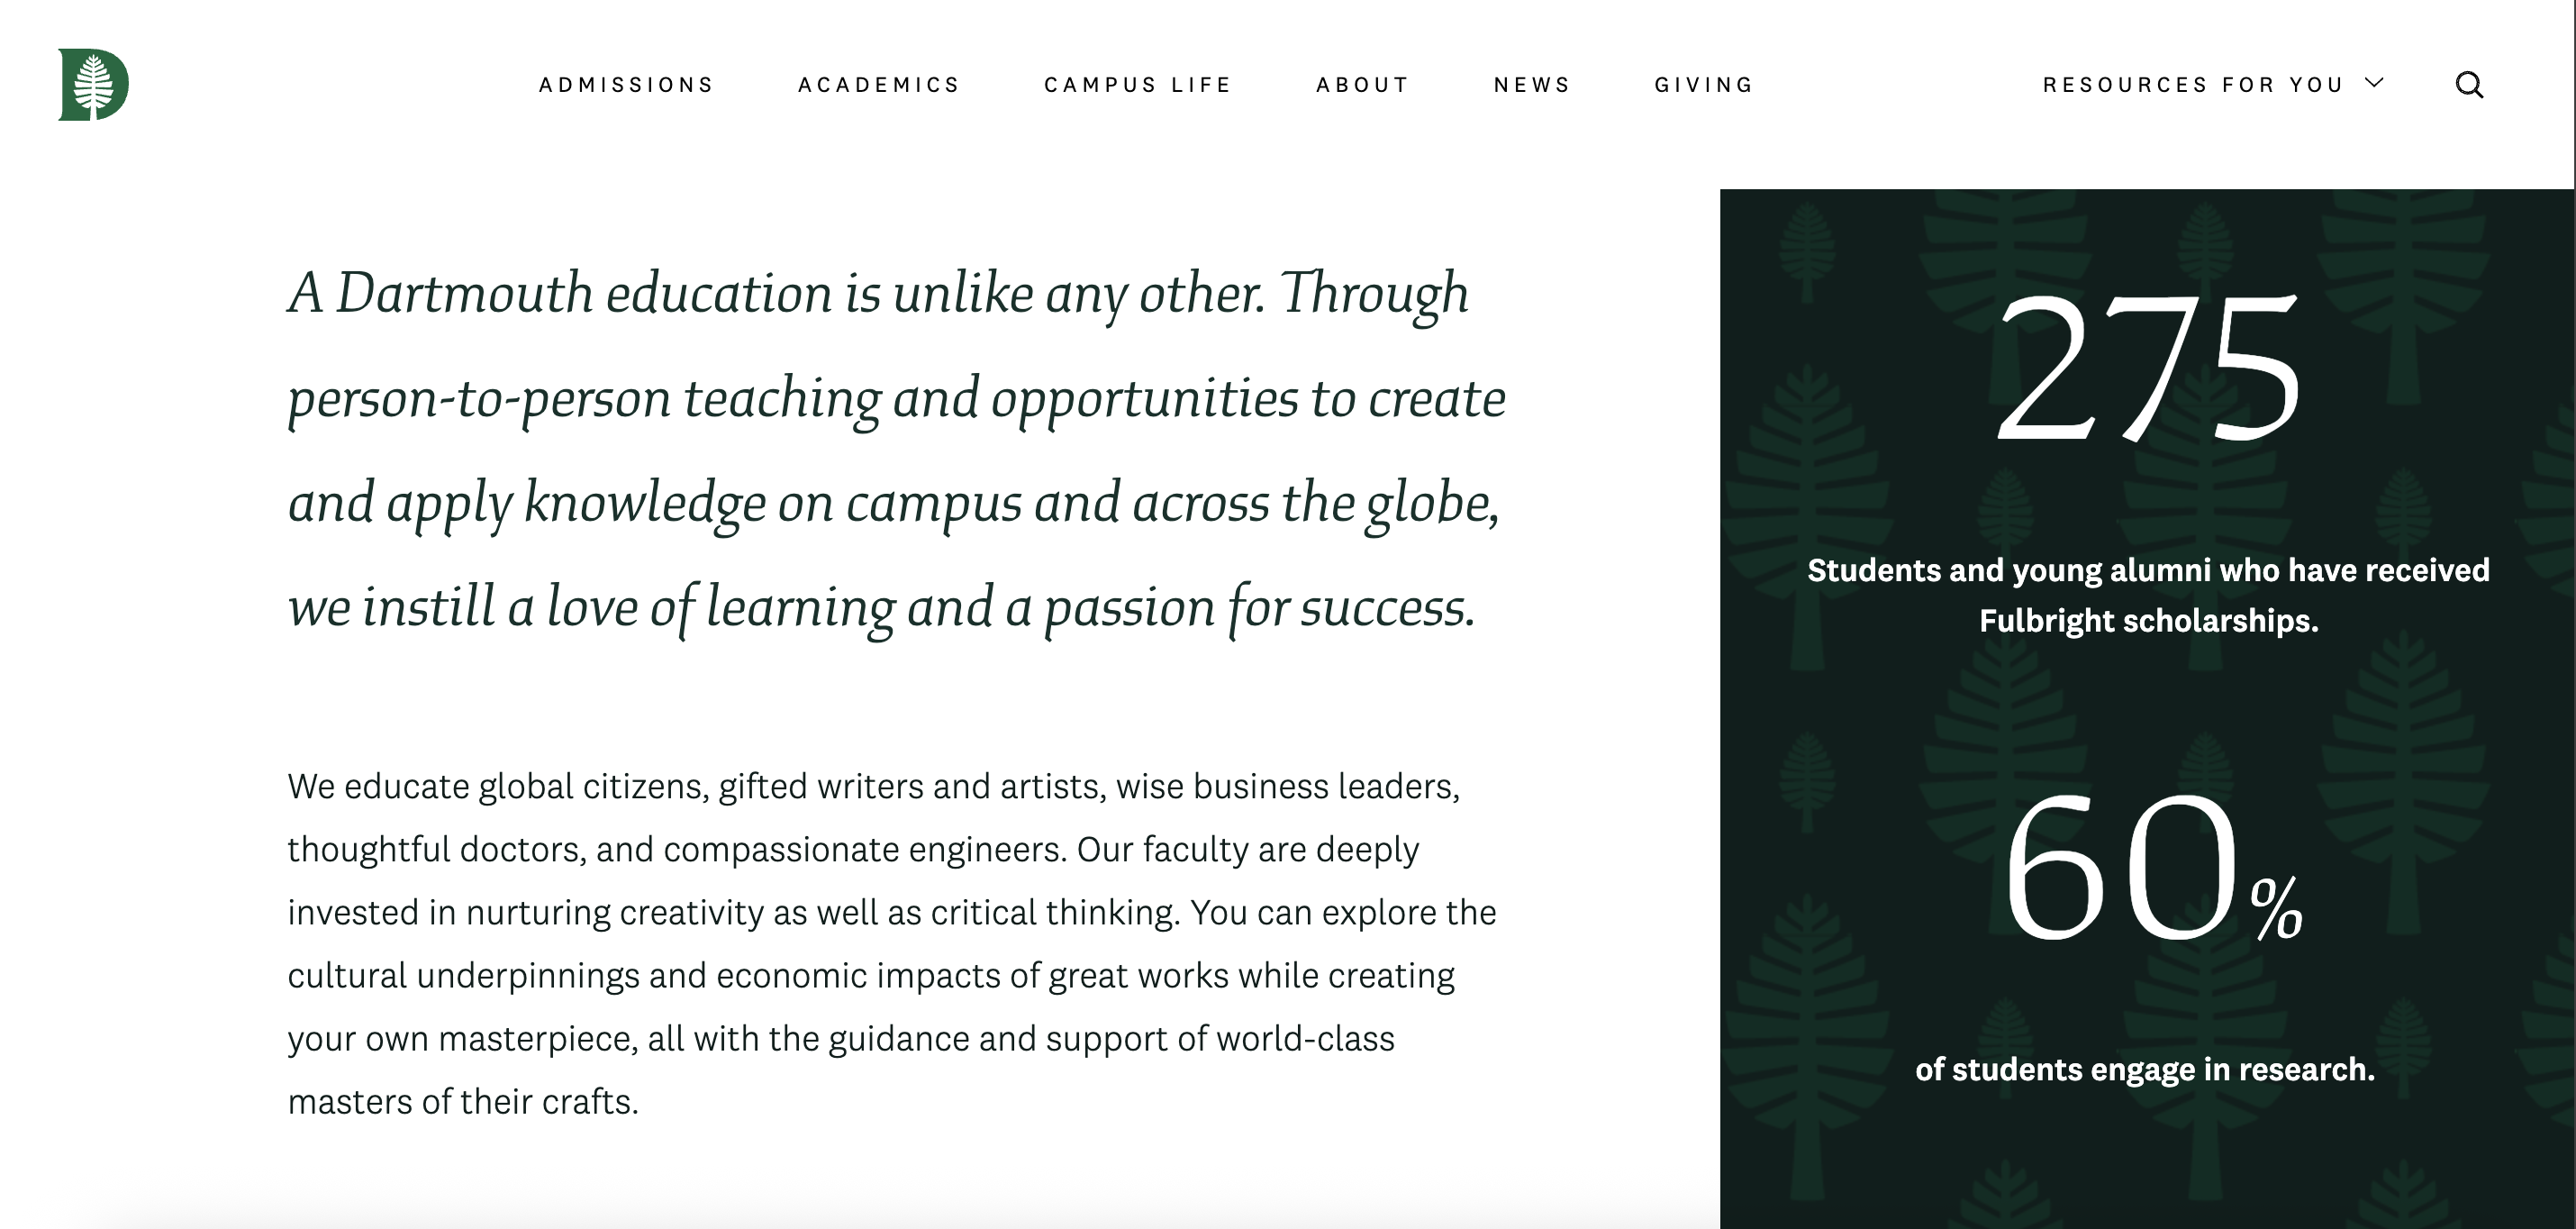 ADMISSIONS ACADEMICS CAMPUS LIFE ABOUT NEWS GIVING RESOURCES FOR YOU
A Dartmouth education is unlike any other. Through
person-to-person teaching and opportunities to create
and apply knowledge on campus and across the globe,
we instill a love of learning and a passion for success.
We educate global citizens, gifted writers and artists, wise business leaders,
thoughtful doctors, and compassionate engineers. Our faculty are deeply
invested in nurturing creativity as well as critical thinking. You can explore the
cultural underpinnings and economic impacts of great works while creating
your own masterpiece, all with the guidance and support of world-class
masters of their crafts.
275
Students and young alumni who have received
Fulbright scholarships.
60%
of students engage in research.